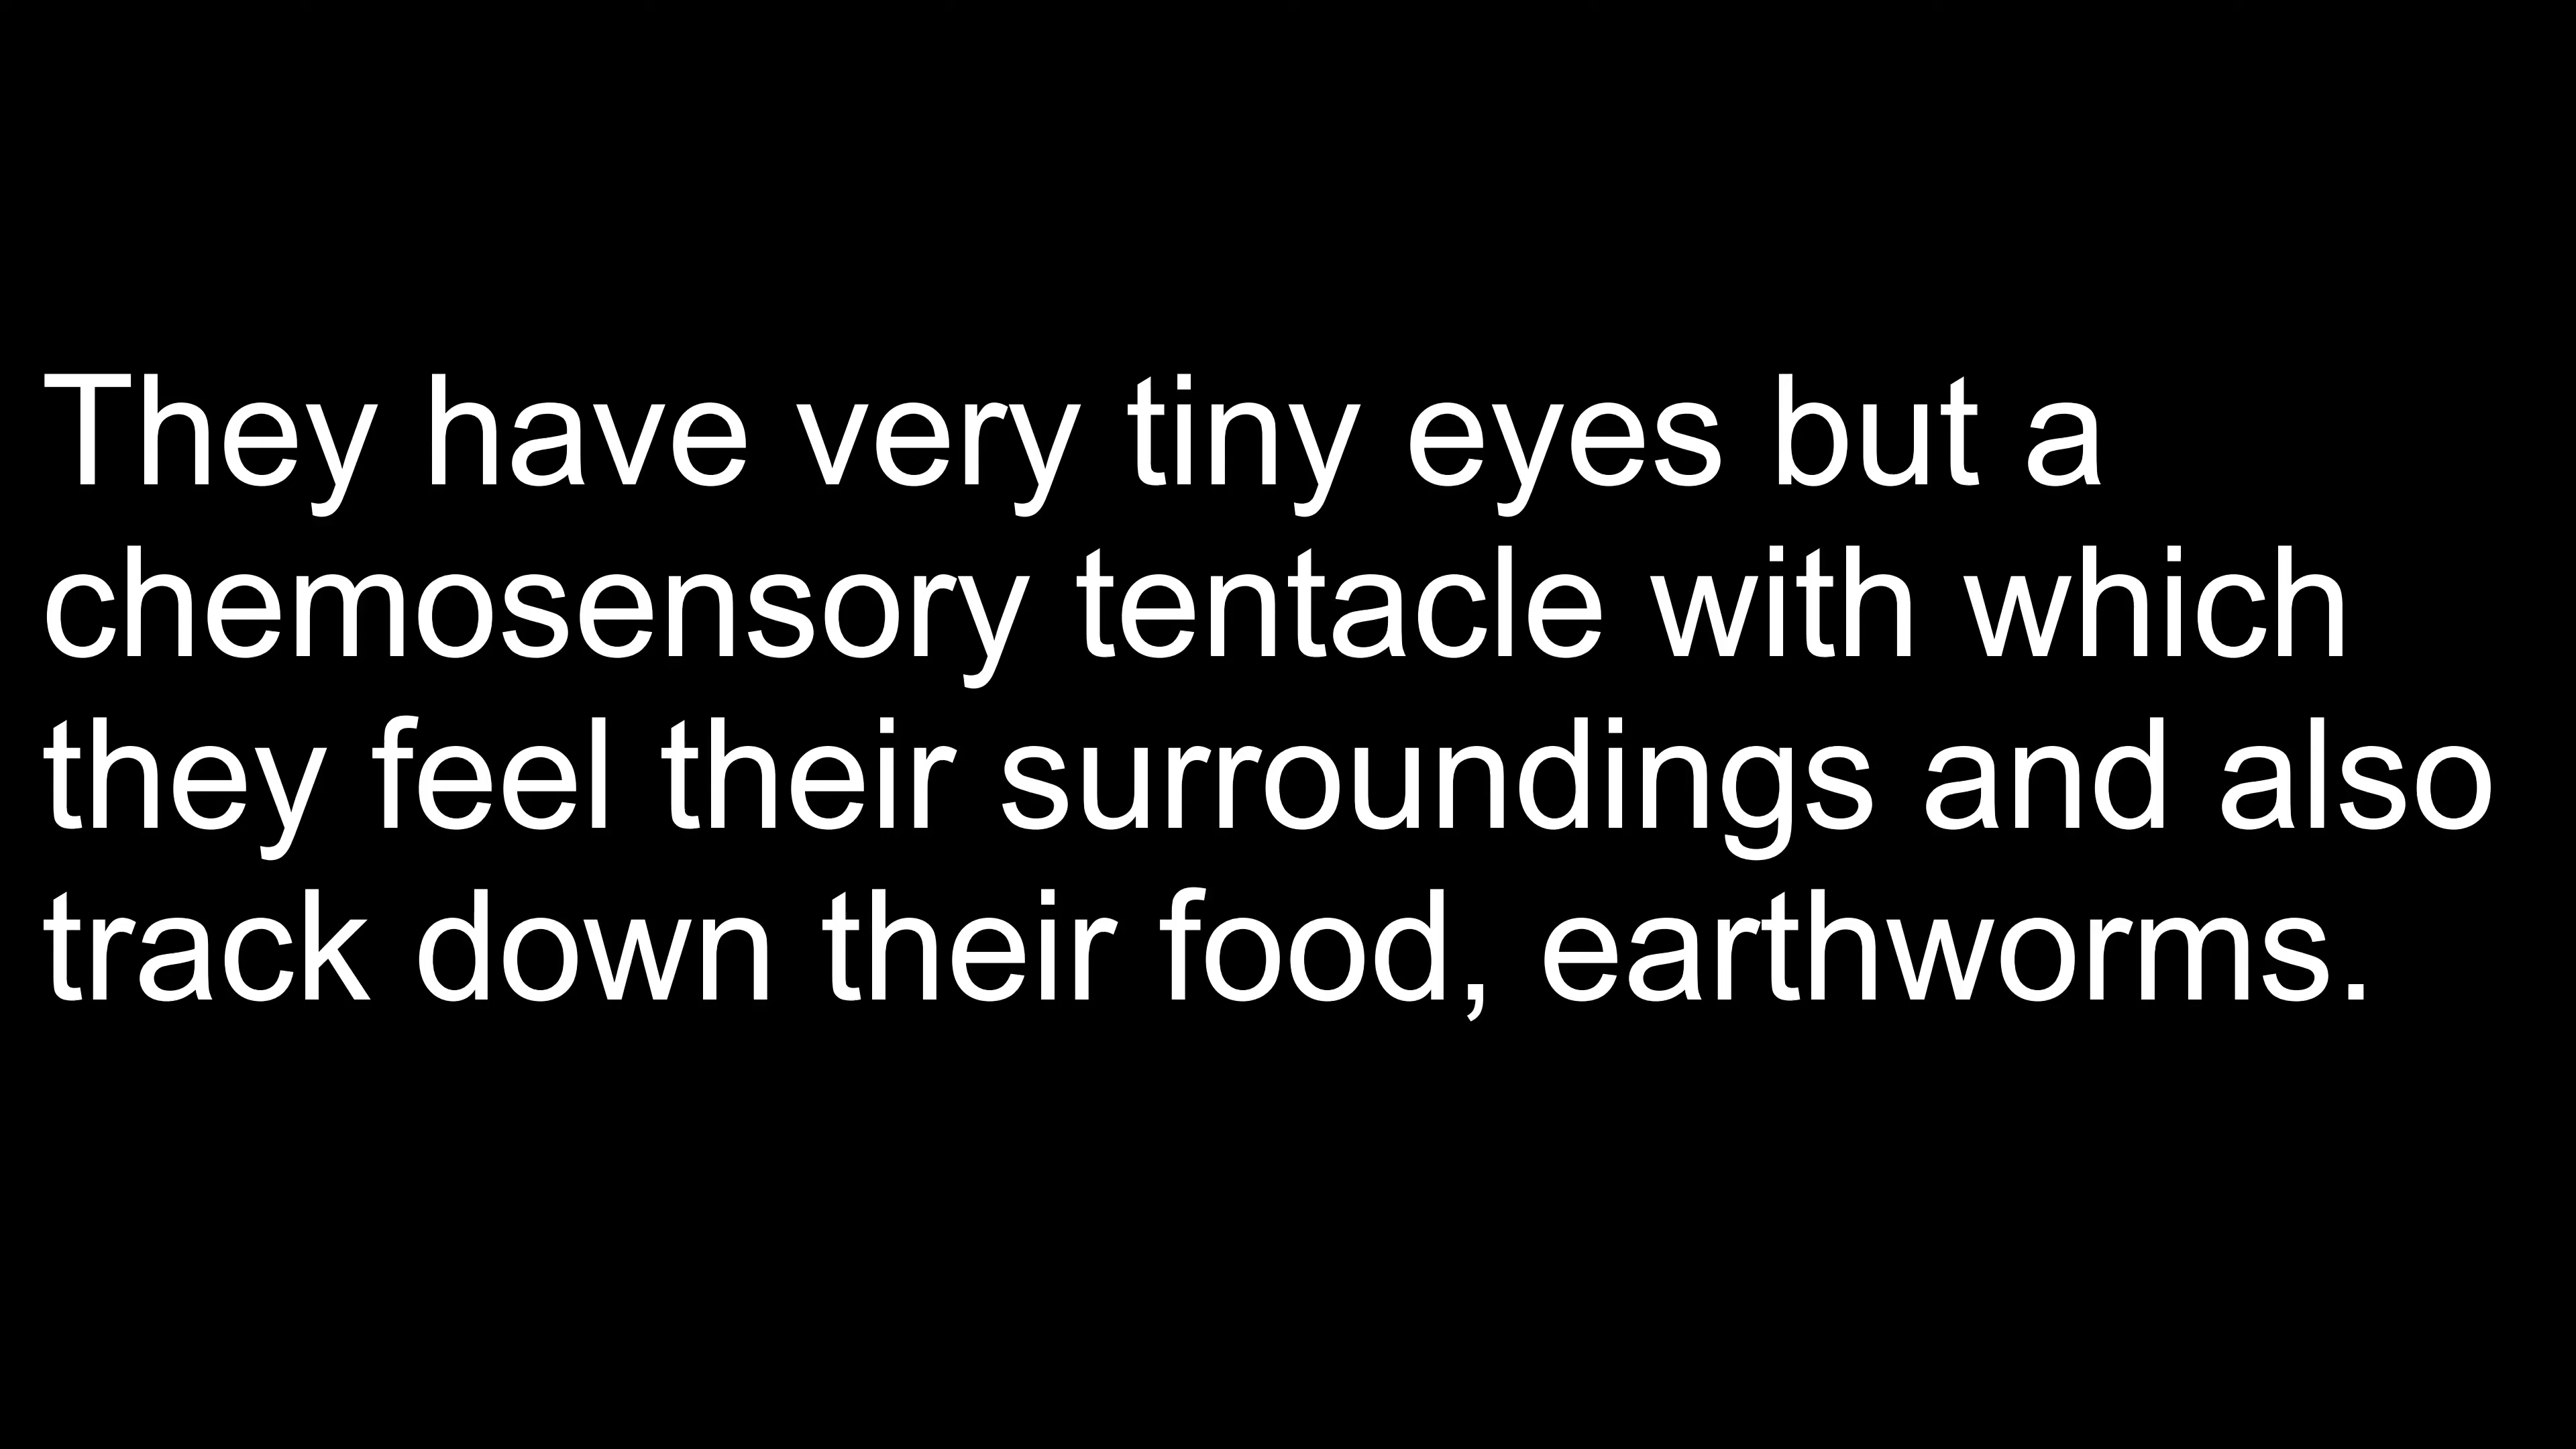 They have very tiny eyes but a
chemosensory tentacle with which
they feel their surroundings and also
track down their food, earthworms.